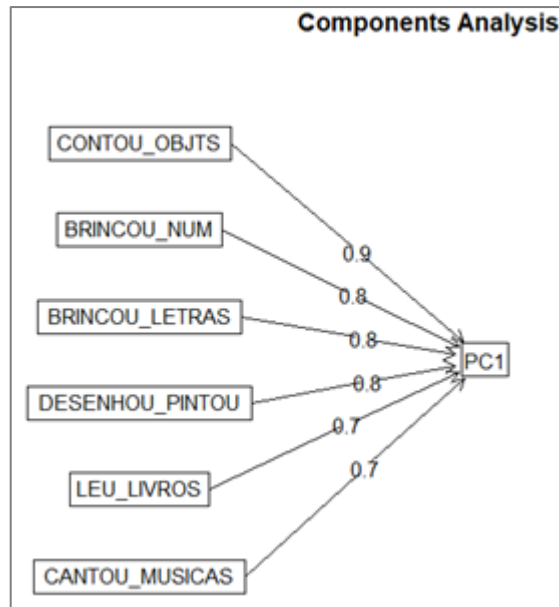 Components Analysis
CONTOU_OBJTS
BRINCOU_NUM
0.9
0.8
BRINCOU_LETRAS
0.8
PC1
0.8
DESENHOU_PINTOU
0.7
LEU_LIVROS
0.7
CANTOU_MUSICAS